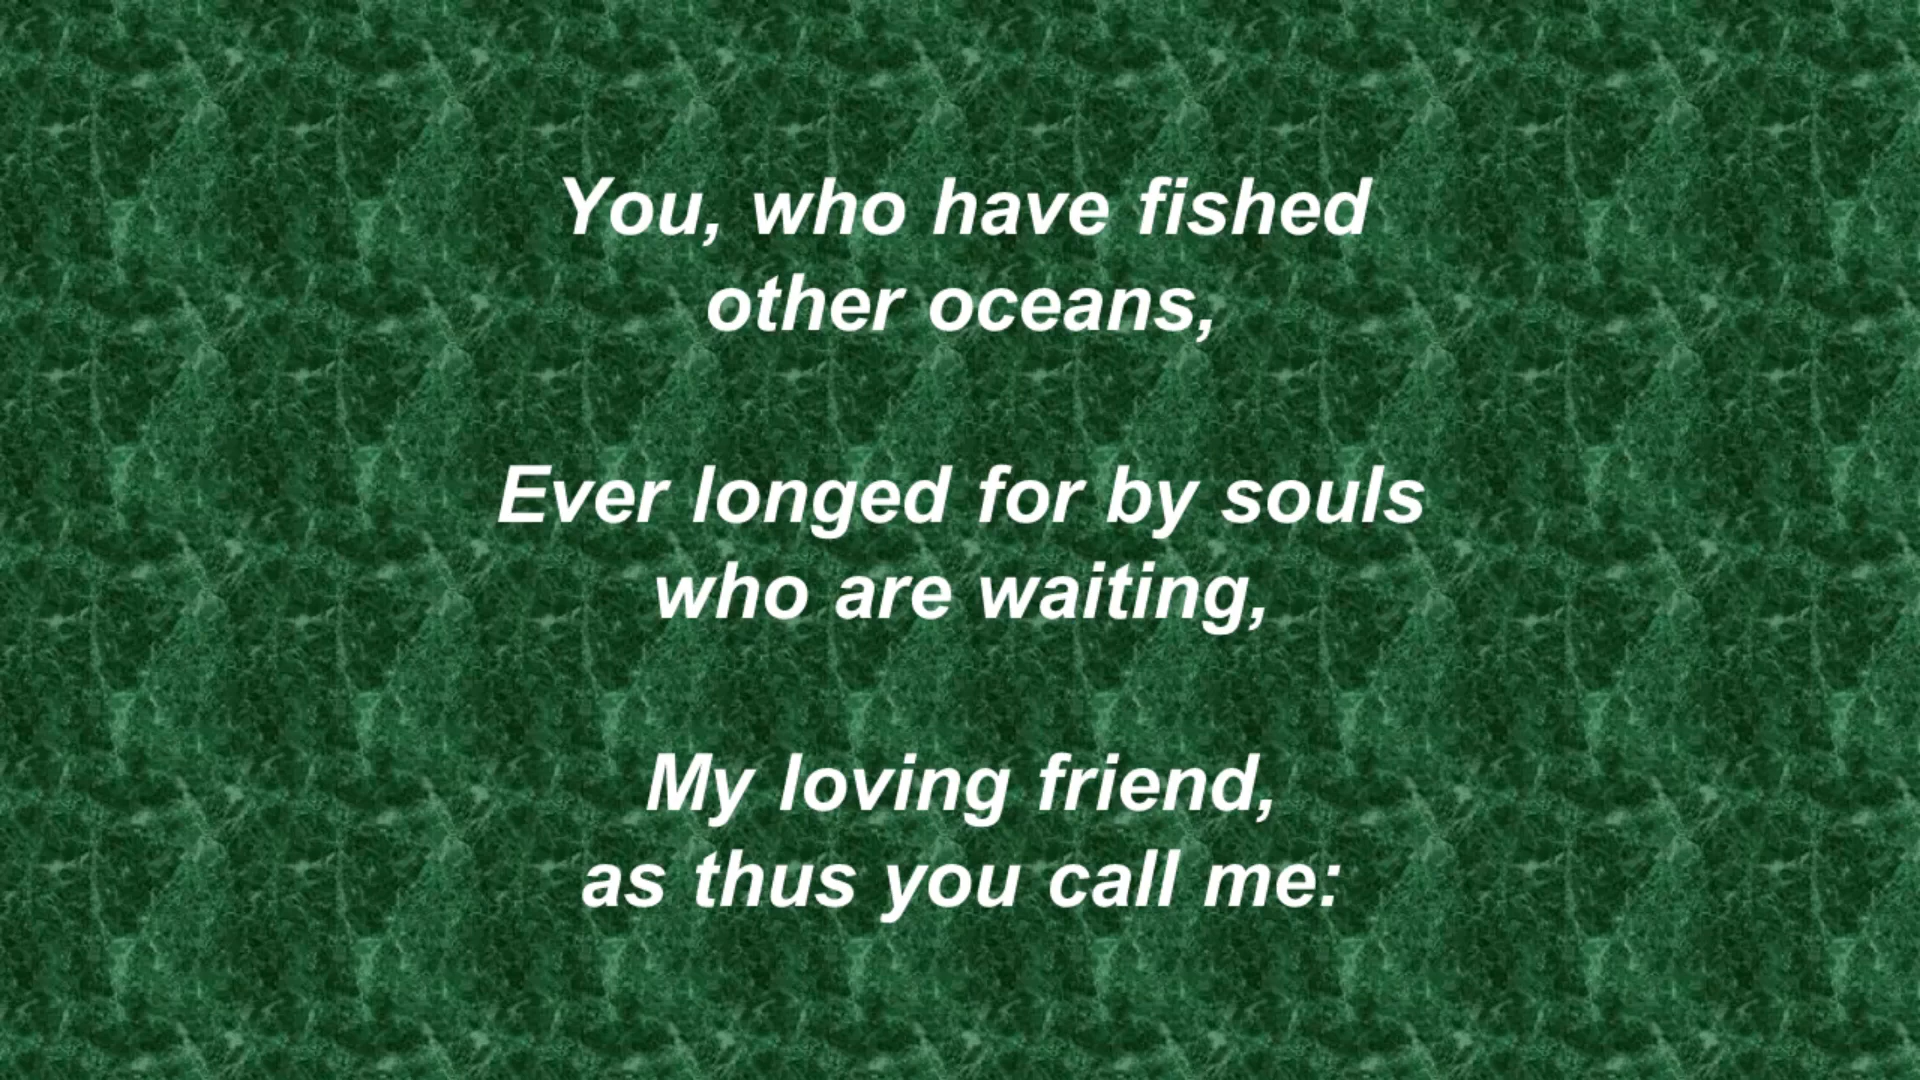 You, who have fished
other oceans,
Ever longed for by souls
who are waiting,
My loving friend,
as thus you call me: